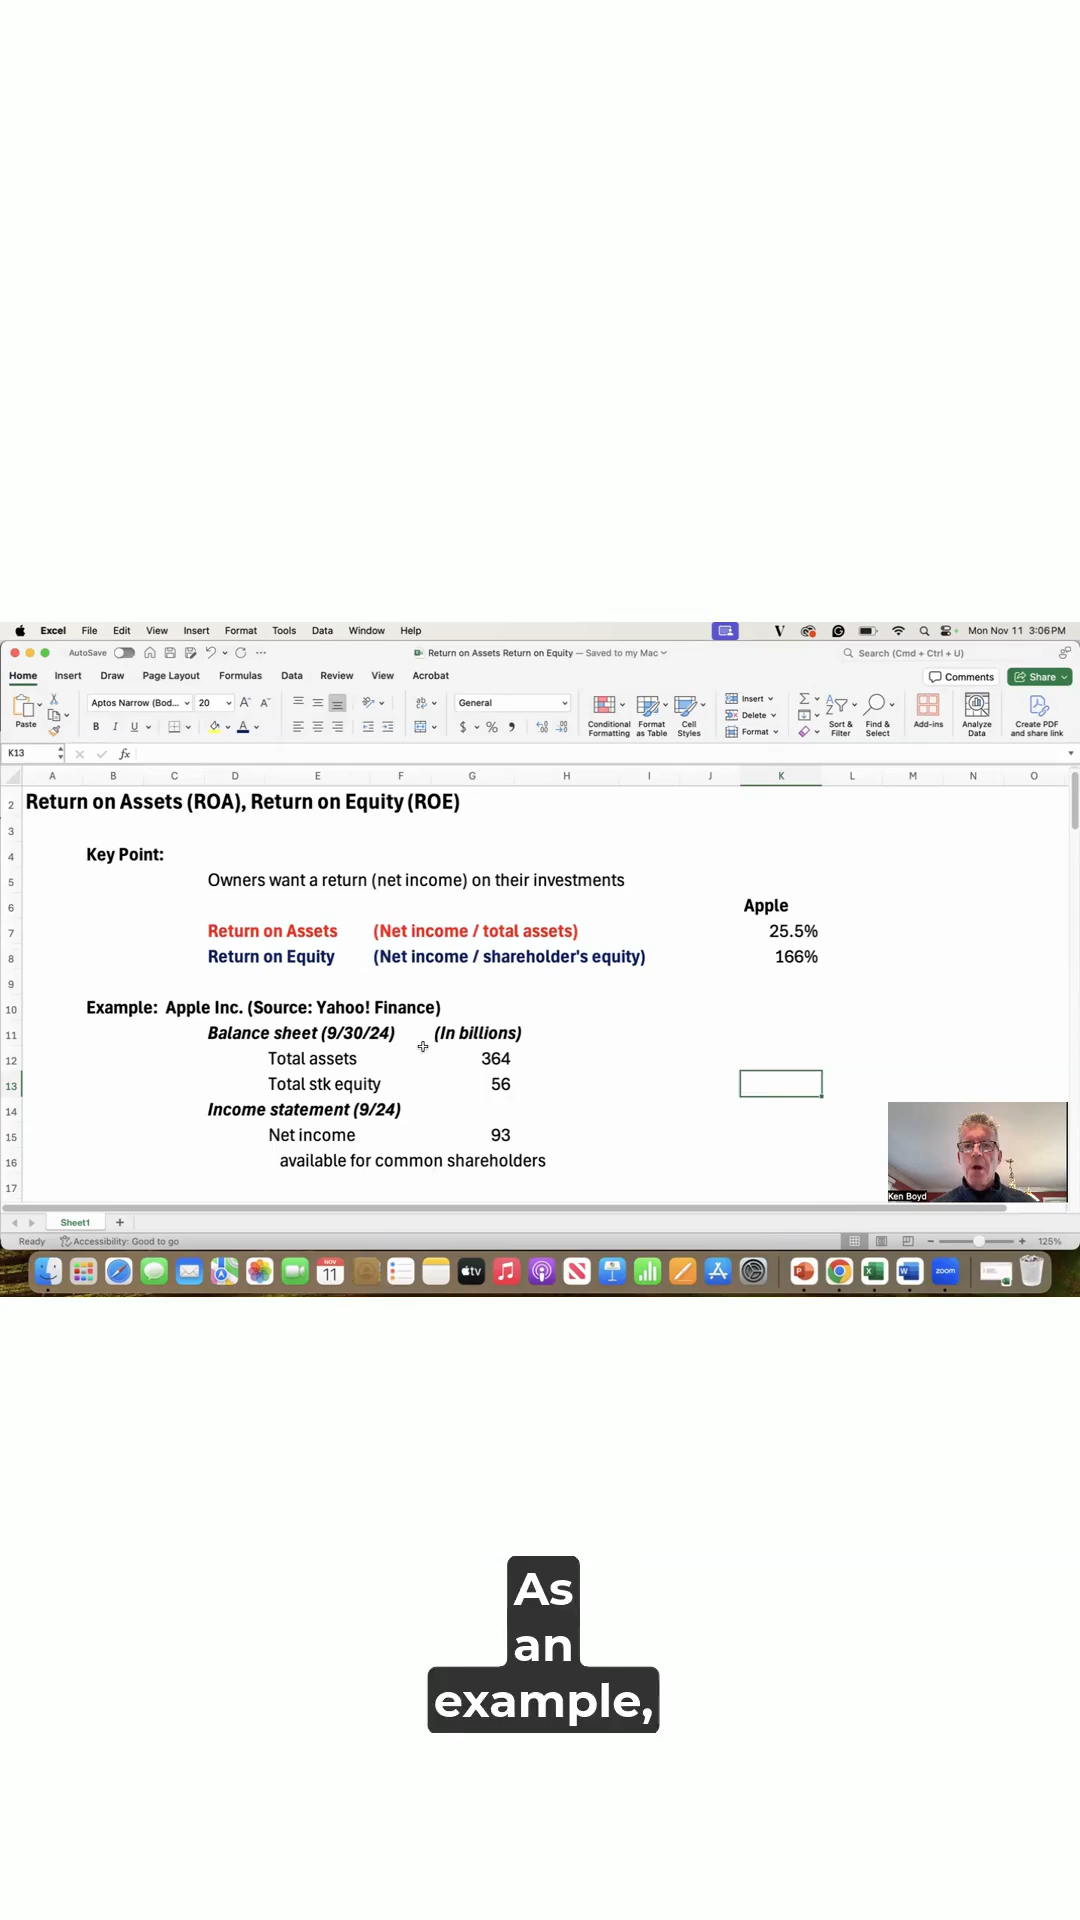 Excel File Edit View Insert Format Tools Data Window Help Mon Nov 11 3:06 PM
AutoSave Return on Assets Return on Equity — Saved to my Mac Search (Cmd + Ctrl + U)
Home Insert Draw Page Layout Formulas Data Review View Acrobat Comments Share
Paste Aptos Narrow (Bod... 20 General Conditional Formatting Format as Table Cell Styles Insert Delete Format Sort & Filter Find & Select Add-ins Analyze Data Create PDF and share link
K13 fx
A B C D E F G H I J K L M N O
2 Return on Assets (ROA), Return on Equity (ROE)
3
4 Key Point:
5 Owners want a return (net income) on their investments
6 Apple
7 Return on Assets (Net income / total assets) 25.5%
8 Return on Equity (Net income / shareholder's equity) 166%
9
10 Example: Apple Inc. (Source: Yahoo! Finance)
11 Balance sheet (9/30/24) (In billions)
12 Total assets 364
13 Total stk equity 56
14 Income statement (9/24)
15 Net income 93
16 available for common shareholders
17
Ken Boyd
Sheet1
Ready Accessibility: Good to go 125%
NOV 11 tv zoom
As
an
example,